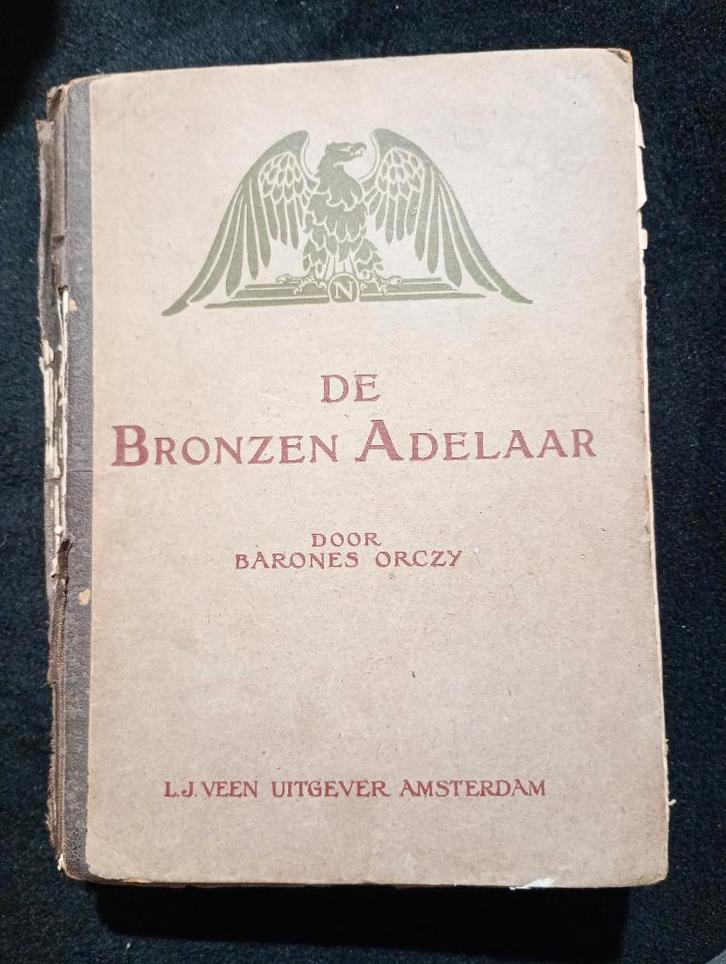 N
DE
BRONZEN ADELAAR
DOOR
BARONES ORCZY
L.J. VEEN UITGEVER AMSTERDAM